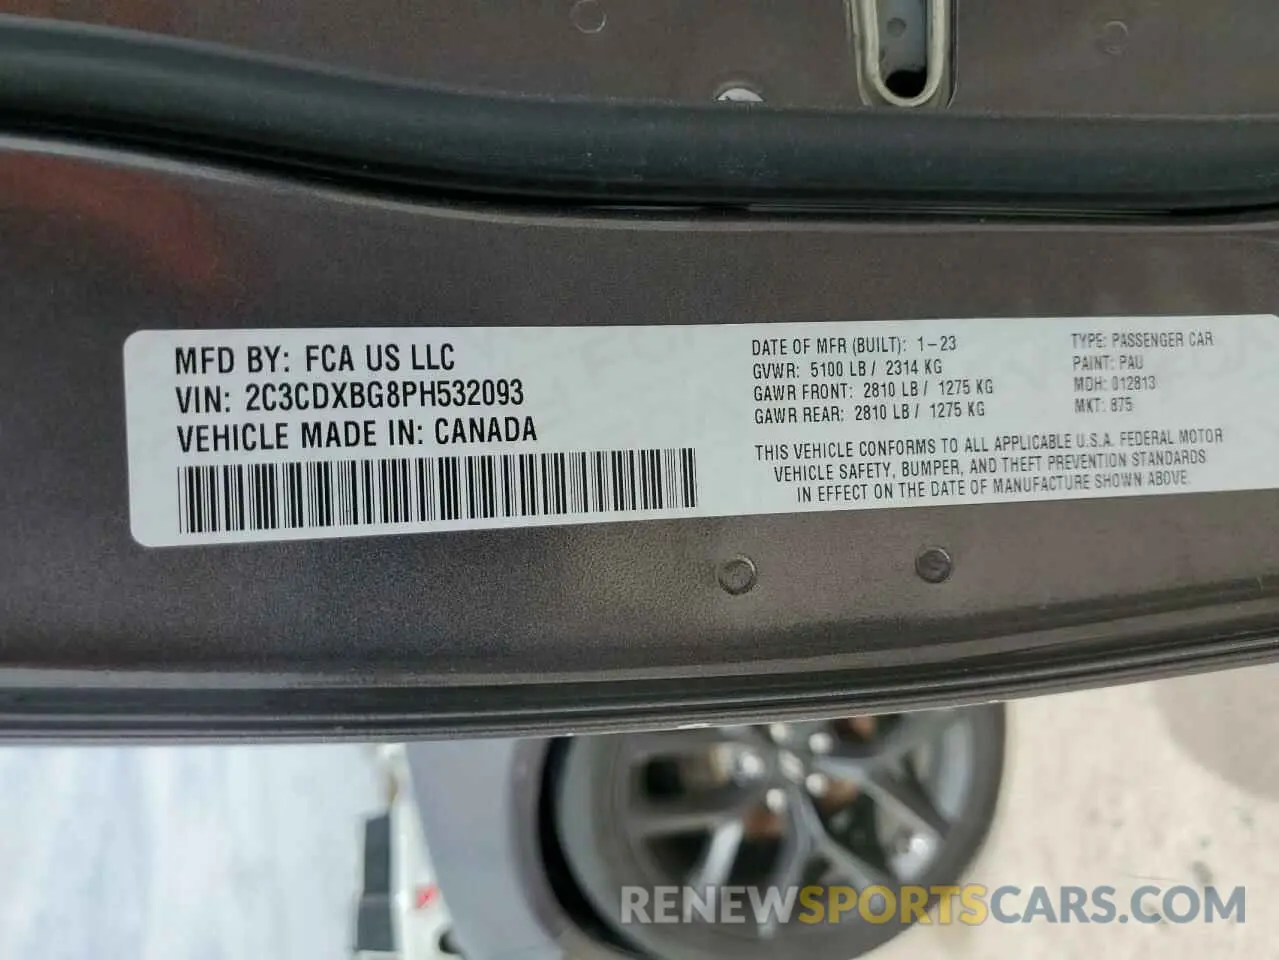 MFD BY: FCA US LLC
VIN: 2C3CDXBG8PH532093
VEHICLE MADE IN: CANADA
DATE OF MFR (BUILT): 1-23
GVWR: 5100 LB / 2314 KG
GAWR FRONT: 2810 LB / 1275 KG
GAWR REAR: 2810 LB / 1275 KG
TYPE: PASSENGER CAR
PAINT: PAU
MDH: 012813
MKT: 875
THIS VEHICLE CONFORMS TO ALL APPLICABLE U.S.A. FEDERAL MOTOR
VEHICLE SAFETY, BUMPER, AND THEFT PREVENTION STANDARDS
IN EFFECT ON THE DATE OF MANUFACTURE SHOWN ABOVE.
RENEWSPORTSCARS.COM